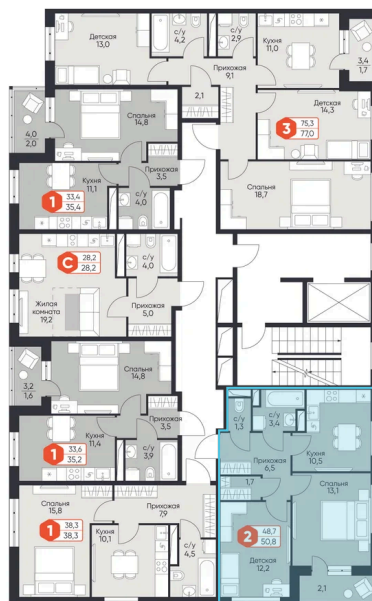 Детская
13,0
с/у
4,2
с/у
2,9
Кухня
11,0
3,4
1,7
Прихожая
9,1
2,1
Детская
14,3
3
75,3
77,0
Спальня
18,7
4,0
2,0
Спальня
14,8
Кухня
11,1
Прихожая
3,5
с/у
4,0
1
33,4
35,4
С
28,2
28,2
с/у
4,0
Жилая
комната
19,2
Прихожая
5,0
3,2
1,6
Спальня
14,8
Прихожая
3,5
Кухня
11,4
1
33,6
35,2
с/у
3,9
Спальня
15,8
1
38,3
38,3
Прихожая
7,9
Кухня
10,1
с/у
4,5
с/у
1,3
с/у
3,4
Кухня
10,5
Прихожая
6,5
1,7
Спальня
13,1
2
48,7
50,8
Детская
12,2
2,1